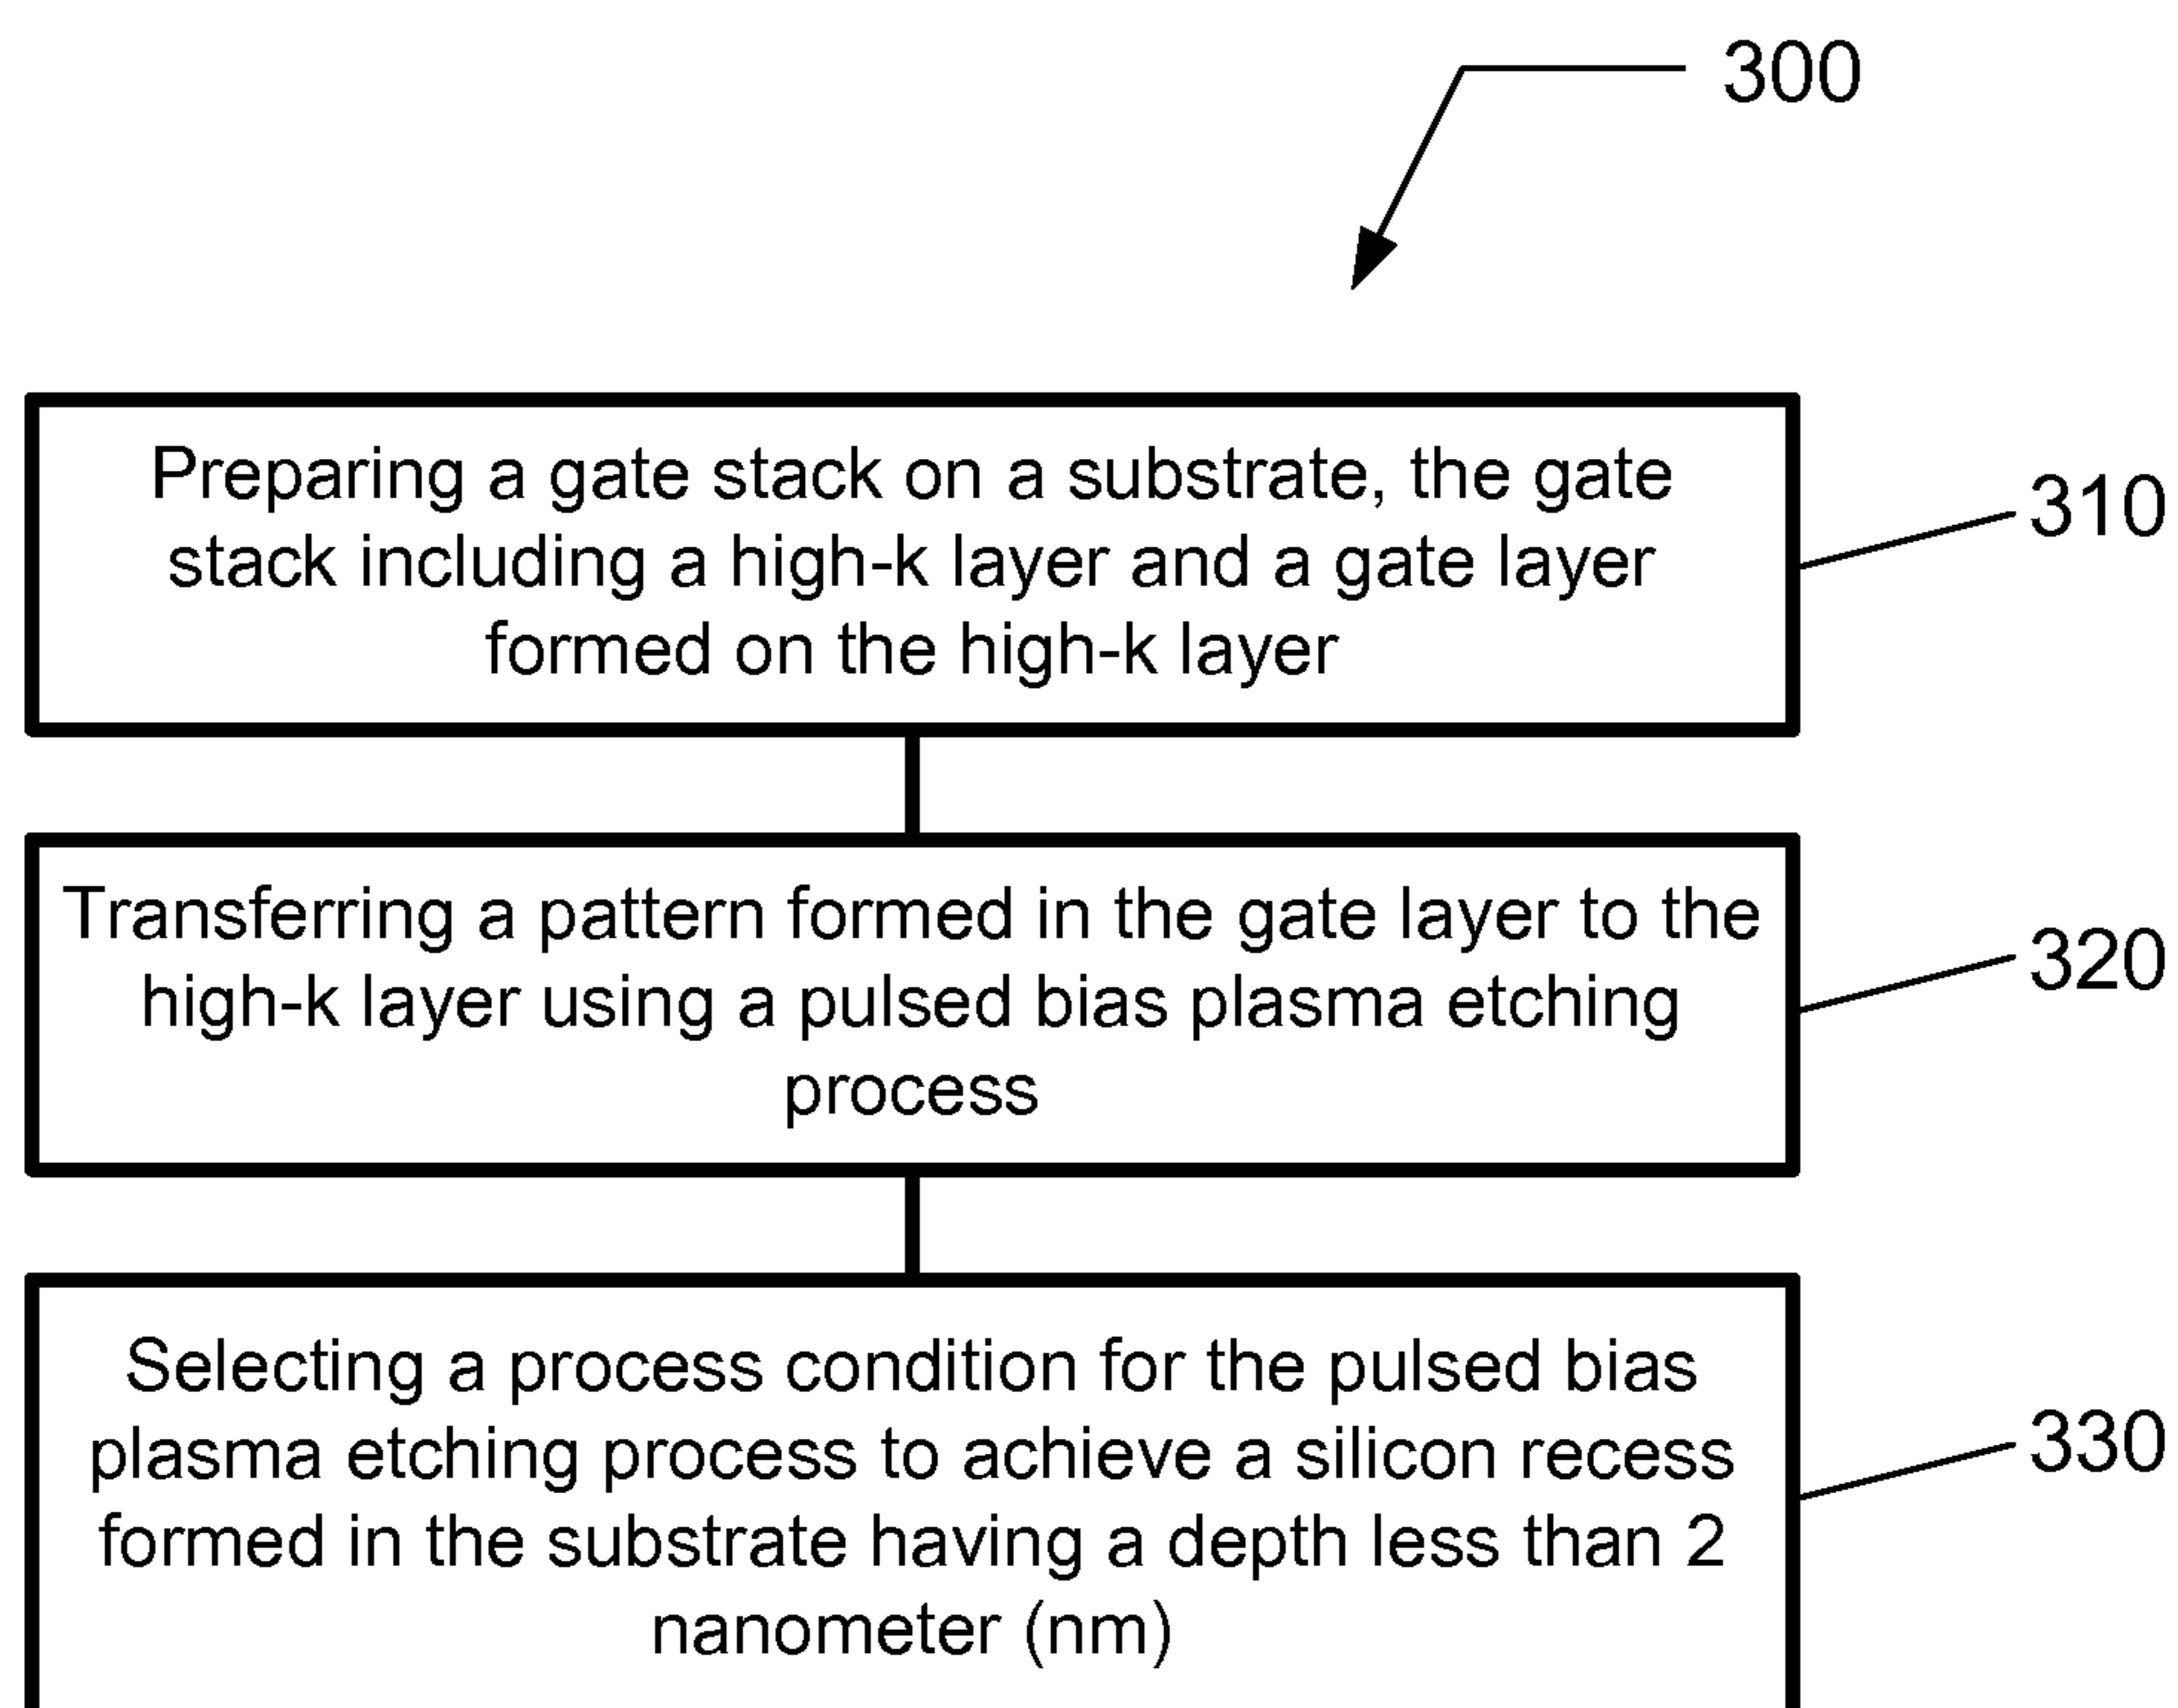 300
Preparing a gate stack on a substrate, the gate
stack including a high-k layer and a gate layer
formed on the high-k layer
310
Transferring a pattern formed in the gate layer to the
high-k layer using a pulsed bias plasma etching
process
320
Selecting a process condition for the pulsed bias
plasma etching process to achieve a silicon recess
formed in the substrate having a depth less than 2
nanometer (nm)
330